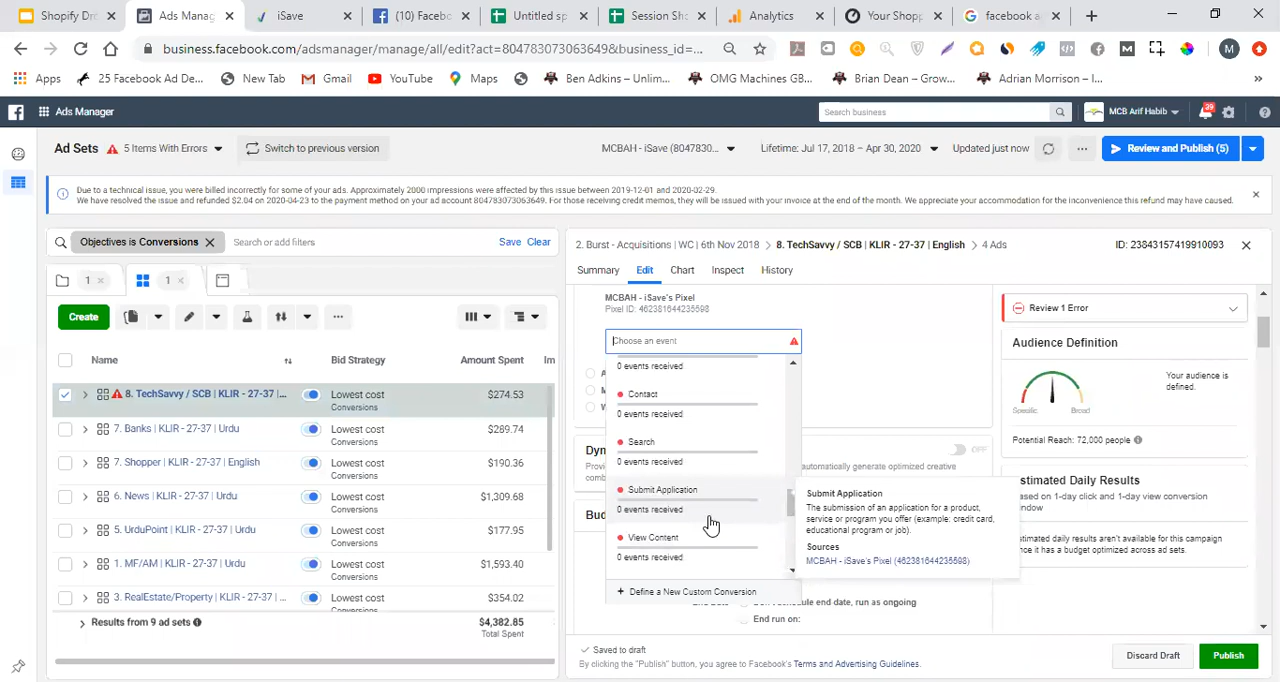 Shopify Dro
Ads Manag
iSave
(10) Facebo
Untitled sp
Session Sho
Analytics
Your Shopp
facebook a
business.facebook.com/adsmanager/manage/all/edit?act=804783073063649&business_id=...
M
Apps
25 Facebook Ad De...
New Tab
Gmail
YouTube
Maps
Ben Adkins – Unlim...
GNG Machines GB...
Brian Dean – Grow...
Adrian Morrison – I...
Ads Manager
Search business
MCB Arif Habib
39
Ad Sets
5 Items With Errors
Switch to previous version
MCBAH - iSave (8047830...
Lifetime: Jul 17, 2018 – Apr 30, 2020
Updated just now
Review and Publish (5)
Due to a technical issue, you were billed incorrectly for some of your ads. Approximately 2000 impressions were affected by this issue between 2019-12-01 and 2020-02-29.
We have resolved the issue and refunded $2.04 on 2020-04-23 to the payment method on your ad account 804783073063649. For those receiving credit memos, they will be issued with your invoice at the end of the month. We appreciate your accommodation for the inconvenience this refund may have caused.
Objectives is Conversions
Search or add filters
Save Clear
2. Burst - Acquisitions | WC | 6th Nov 2018
8. TechSavvy / SCB | KLIR - 27-37 | English
4 Ads
ID: 23843157419910093
1
1
Summary
Edit
Chart
Inspect
History
Create
Name
Bid Strategy
Amount Spent
Im
8. TechSavvy / SCB | KLIR - 27-37 |...
Lowest cost
Conversions
$274.53
7. Banks | KLIR - 27-37 | Urdu
Lowest cost
Conversions
$289.74
7. Shopper | KLIR - 27-37 | English
Lowest cost
Conversions
$190.36
6. News | KLIR - 27-37 | Urdu
Lowest cost
Conversions
$1,309.68
5. UrduPoint | KLIR - 27-37 | Urdu
Lowest cost
Conversions
$177.95
1. MF/AM | KLIR - 27-37 | Urdu
Lowest cost
Conversions
$1,593.40
3. RealEstate/Property | KLIR - 27-37 | ...
Lowest cost
$354.02
Results from 9 ad sets
$4,382.85
Total Spent
MCBAH - iSave's Pixel
Pixel ID: 462381644235598
Choose an event
0 events received
Contact
0 events received
Search
0 events received
Submit Application
0 events received
View Content
0 events received
Define a New Custom Conversion
A
M
W
Dyn
Provi
comb
automatically generate optimized creative
OFF
Bud
Submit Application
The submission of an application for a product,
service or program you offer (example: credit card,
educational program or job).
Sources
MCBAH - iSave's Pixel (462381644235598)
schedule end date, run as ongoing
End run on:
Review 1 Error
Audience Definition
Specific
Broad
Your audience is
defined.
Potential Reach: 72,000 people
stimated Daily Results
ased on 1-day click and 1-day view conversion
ndow
timated daily results aren't available for this campaign
nce it has a budget optimized across ad sets.
Saved to draft
By clicking the "Publish" button, you agree to Facebook's Terms and Advertising Guidelines.
Discard Draft
Publish